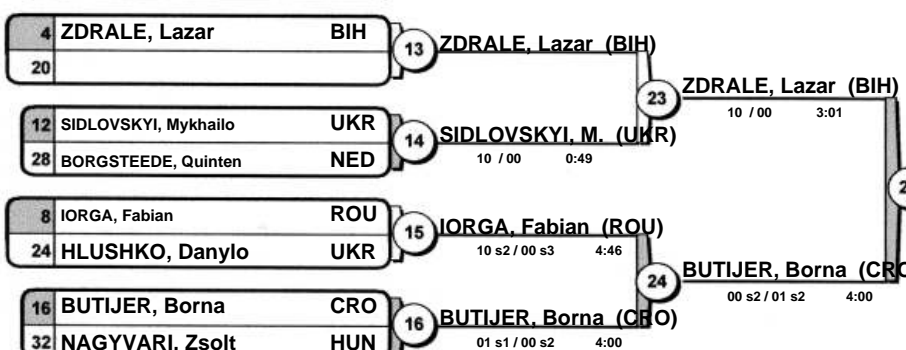 4 ZDRALE, Lazar BIH
20
13
ZDRALE, Lazar (BIH)
12 SIDLOVSKYI, Mykhailo UKR
28 BORGSTEEDE, Quinten NED
14
SIDLOVSKYI, M. (UKR)
10 / 00 0:49
23
ZDRALE, Lazar (BIH)
10 / 00 3:01
8 IORGA, Fabian ROU
24 HLUSHKO, Danylo UKR
15
IORGA, Fabian (ROU)
10 s2 / 00 s3 4:46
16 BUTIJER, Borna CRO
32 NAGYVARI, Zsolt HUN
16
BUTIJER, Borna (CRO)
01 s1 / 00 s2 4:00
24
BUTIJER, Borna (CRO
00 s2 / 01 s2 4:00